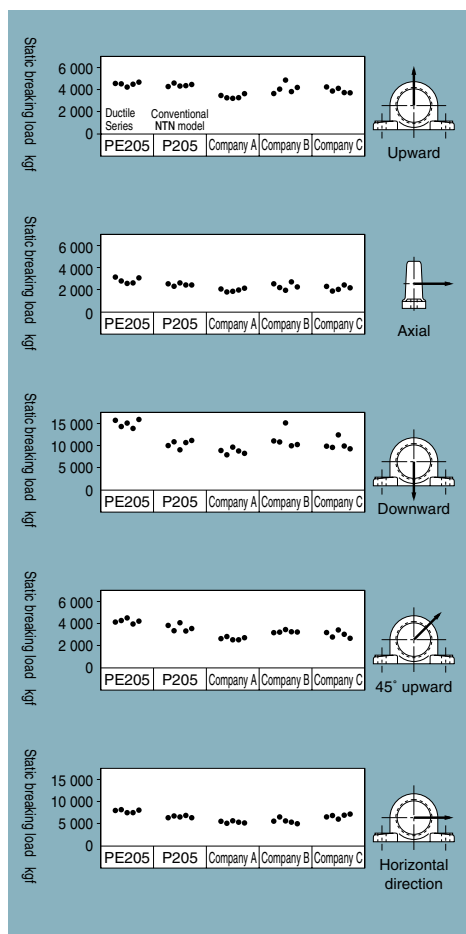 Static breaking load kgf
6 000
4 000
2 000
0
Ductile Series
Conventional NTN model
PE205 P205 Company A Company B Company C
Upward
Static breaking load kgf
6 000
4 000
2 000
0
PE205 P205 Company A Company B Company C
Axial
Static breaking load kgf
15 000
10 000
5 000
0
PE205 P205 Company A Company B Company C
Downward
Static breaking load kgf
6 000
4 000
2 000
0
PE205 P205 Company A Company B Company C
45° upward
Static breaking load kgf
15 000
10 000
5 000
0
PE205 P205 Company A Company B Company C
Horizontal
direction